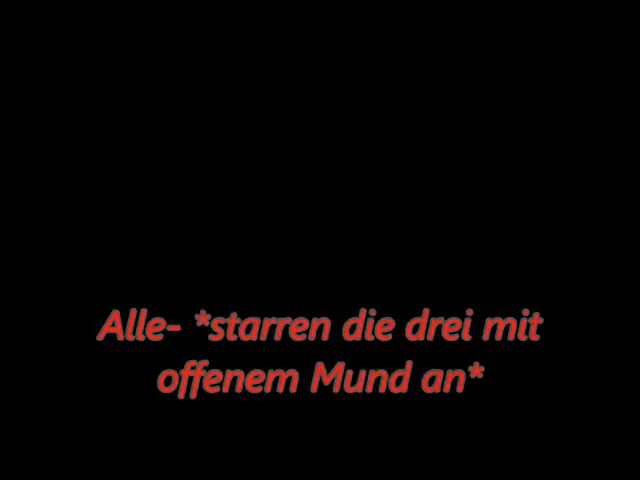 Alle- *starren die drei mit
offenem Mund an*